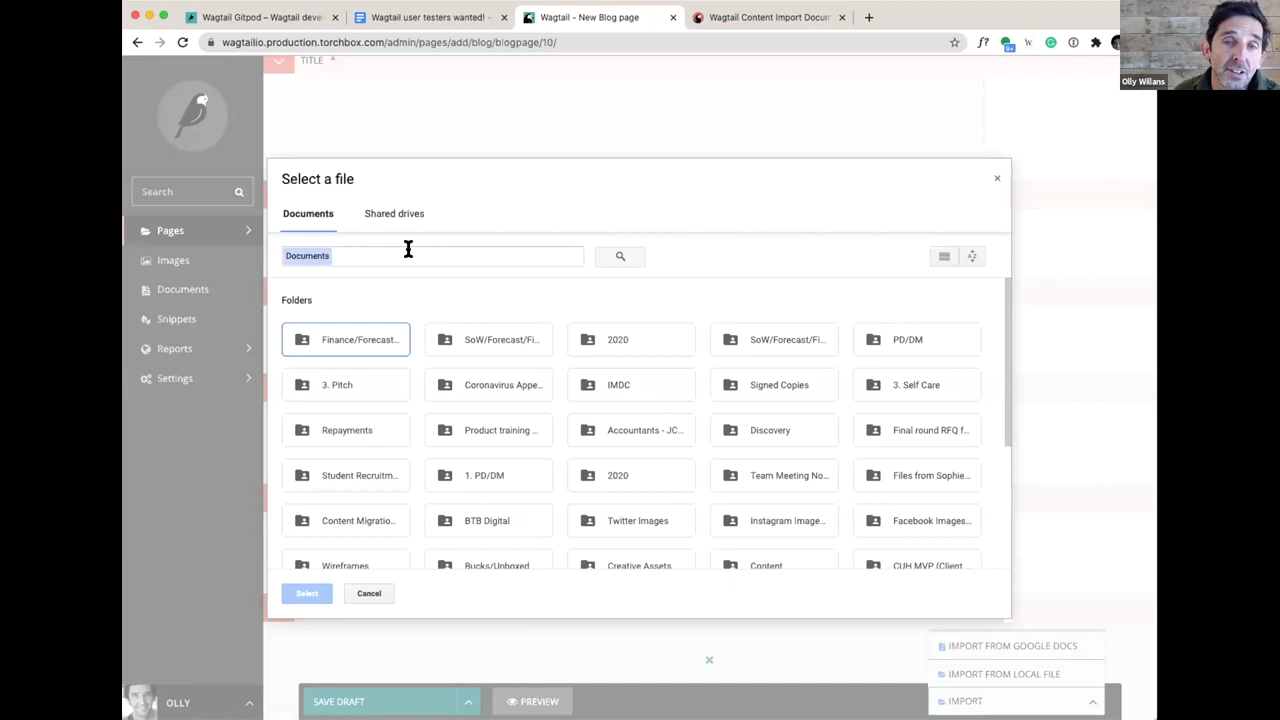 Wagtail Gitpod – Wagtail devel
Wagtail user testers wanted! -
Wagtail - New Blog page
Wagtail Content Import Docum
wagtailio.production.torchbox.com/admin/pages/add/blog/blogpage/10/
Olly Willans
TITLE *
Search
Pages
Images
Documents
Snippets
Reports
Settings
Select a file
Documents
Shared drives
Documents
Folders
Finance/Forecast...
SoW/Forecast/Fi...
2020
SoW/Forecast/Fi...
PD/DM
3. Pitch
Coronavirus Appe...
IMDC
Signed Copies
3. Self Care
Repayments
Product training ...
Accountants - JC...
Discovery
Final round RFQ f...
Student Recruitm...
1. PD/DM
2020
Team Meeting No...
Files from Sophie...
Content Migratio...
BTB Digital
Twitter Images
Instagram Image...
Facebook Images...
Wireframes
Bucks/Unboxed
Creative Assets
Content
CUH MVP (Client
Select
Cancel
IMPORT FROM GOOGLE DOCS
IMPORT FROM LOCAL FILE
IMPORT
OLLY
SAVE DRAFT
PREVIEW